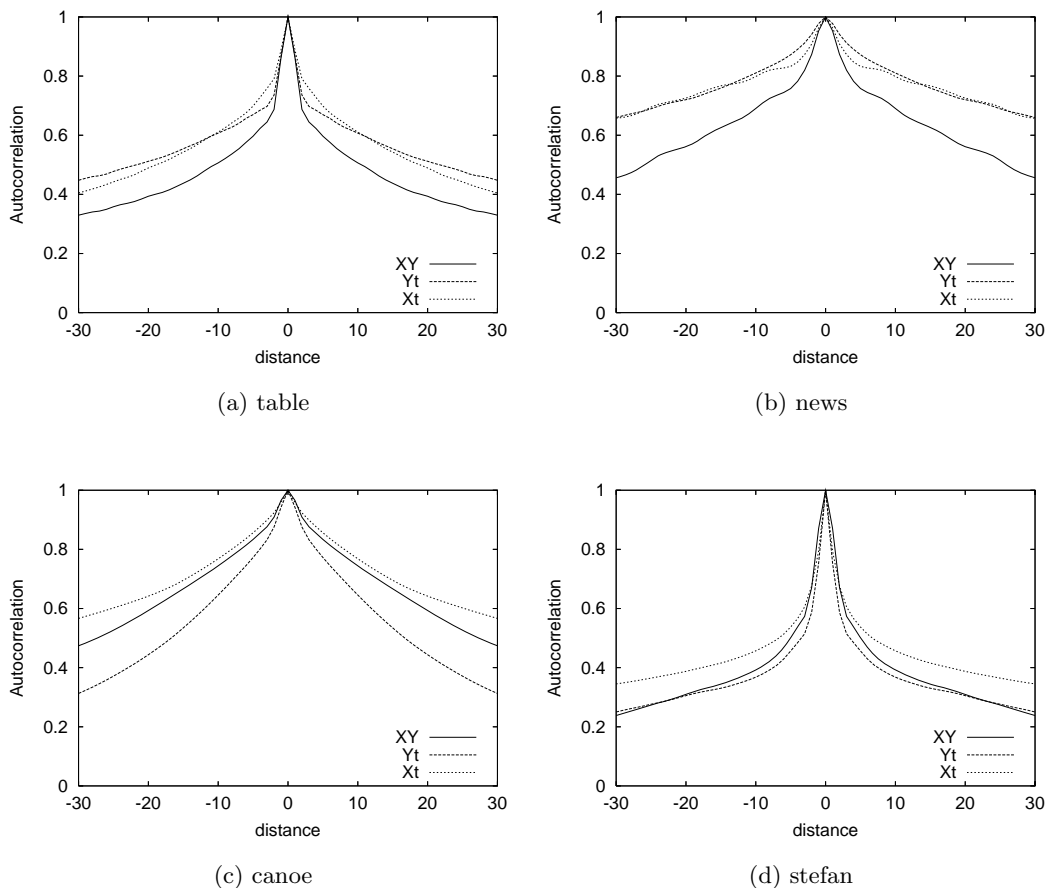 1
0.8
0.6
0.4
0.2
0
Autocorrelation
-30 -20 -10 0 10 20 30
distance
XY
Yt
Xt
(a) table
1
0.8
0.6
0.4
0.2
0
Autocorrelation
-30 -20 -10 0 10 20 30
distance
XY
Yt
Xt
(b) news
1
0.8
0.6
0.4
0.2
0
Autocorrelation
-30 -20 -10 0 10 20 30
distance
XY
Yt
Xt
(c) canoe
1
0.8
0.6
0.4
0.2
0
Autocorrelation
-30 -20 -10 0 10 20 30
distance
XY
Yt
Xt
(d) stefan